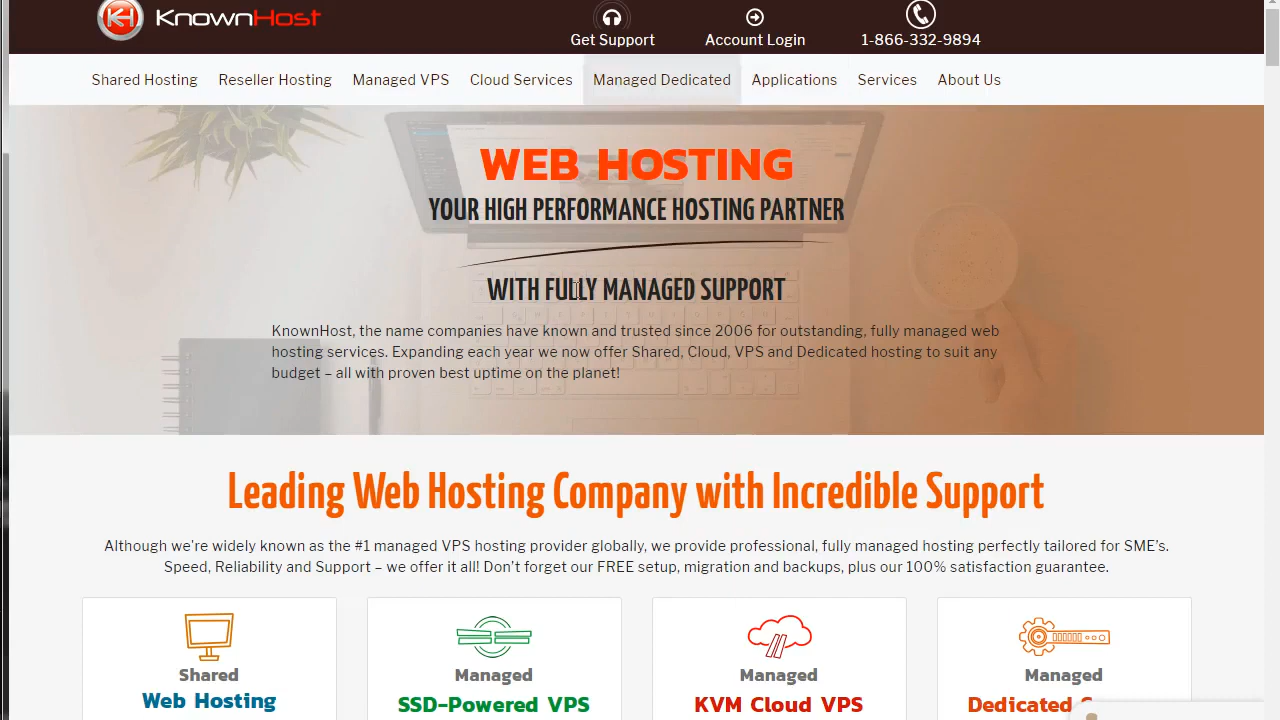 KnownHost
Get Support
Account Login
1-866-332-9894
Shared Hosting
Reseller Hosting
Managed VPS
Cloud Services
Managed Dedicated
Applications
Services
About Us
WEB HOSTING
YOUR HIGH PERFORMANCE HOSTING PARTNER
WITH FULLY MANAGED SUPPORT
KnownHost, the name companies have known and trusted since 2006 for outstanding, fully managed web
hosting services. Expanding each year we now offer Shared, Cloud, VPS and Dedicated hosting to suit any
budget – all with proven best uptime on the planet!
Leading Web Hosting Company with Incredible Support
Although we're widely known as the #1 managed VPS hosting provider globally, we provide professional, fully managed hosting perfectly tailored for SME's.
Speed, Reliability and Support – we offer it all! Don't forget our FREE setup, migration and backups, plus our 100% satisfaction guarantee.
Shared
Web Hosting
Managed
SSD-Powered VPS
Managed
KVM Cloud VPS
Managed
Dedicated